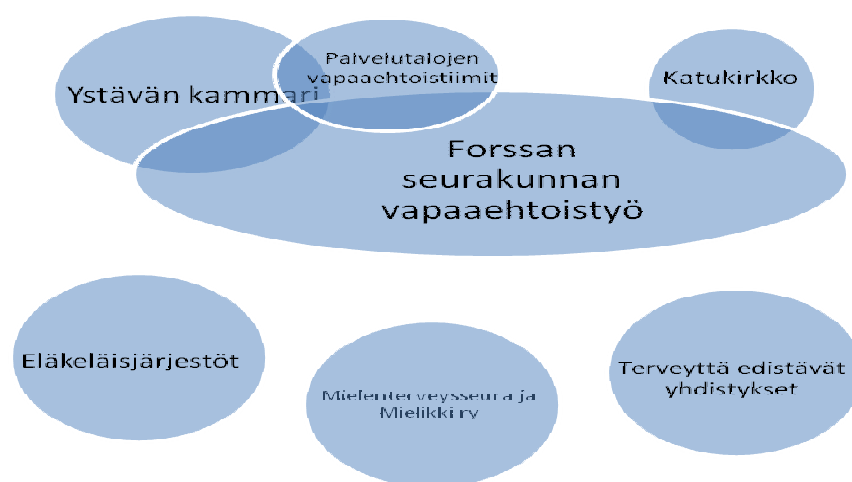 Palvelutalojen
vapaaehtoistiimit
Ystävän kammari
Katukirkko
Forssan
seurakunnan
vapaaehtoistyö
Eläkeläisjärjestöt
Mielenterveysseura ja
Mielikki ry
Terveyttä edistävät
yhdistykset